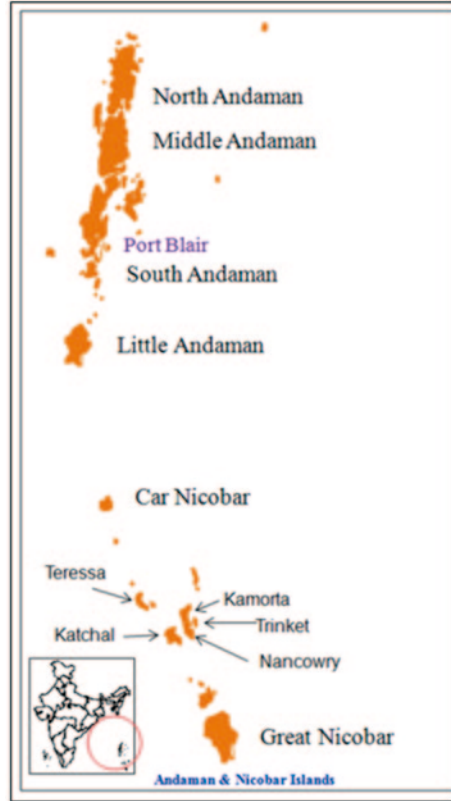 North Andaman
Middle Andaman
Port Blair
South Andaman
Little Andaman
Car Nicobar
Teressa
Kamorta
Trinket
Katchal
Nancowry
Great Nicobar
Andaman & Nicobar Islands